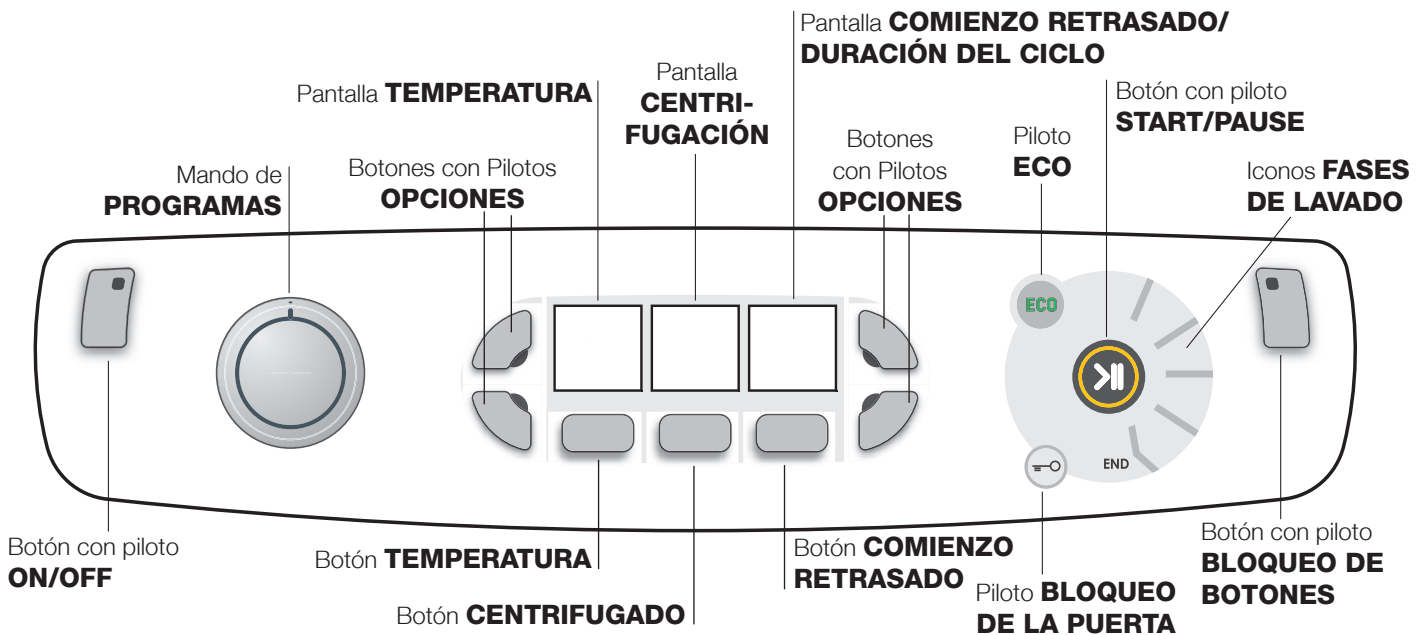 Pantalla COMIENZO RETRASADO/
DURACIÓN DEL CICLO
Pantalla TEMPERATURA
Pantalla
CENTRI-
FUGACIÓN
Botón con piloto
START/PAUSE
Mando de
PROGRAMAS
Botones con Pilotos
OPCIONES
Botones
con Pilotos
OPCIONES
Piloto
ECO
Iconos FASES
DE LAVADO
ECO
END
Botón con piloto
ON/OFF
Botón TEMPERATURA
Botón CENTRIFUGADO
Botón COMIENZO
RETRASADO
Piloto BLOQUEO
DE LA PUERTA
Botón con piloto
BLOQUEO DE
BOTONES